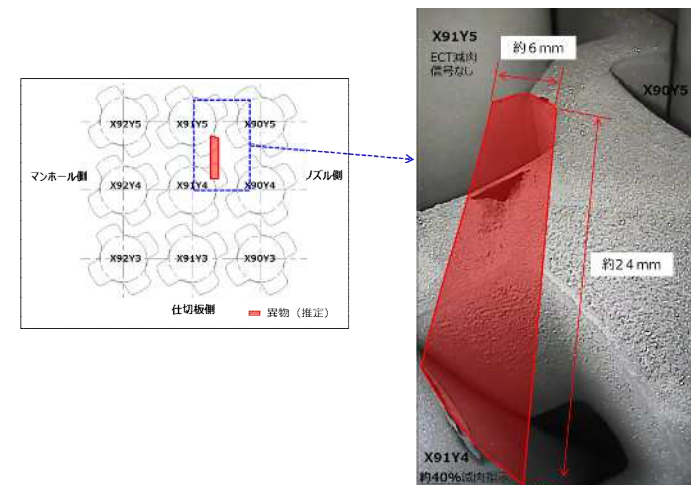 X92Y5
X91Y5
X90Y5
マンホール側
X92Y4
X91Y4
X90Y4
ノズル側
X92Y3
X91Y3
X90Y3
仕切板側
異物（推定）
X91Y5
ECT減肉
信号なし
約6mm
X90Y5
約24mm
X91Y4
約40%減肉指示